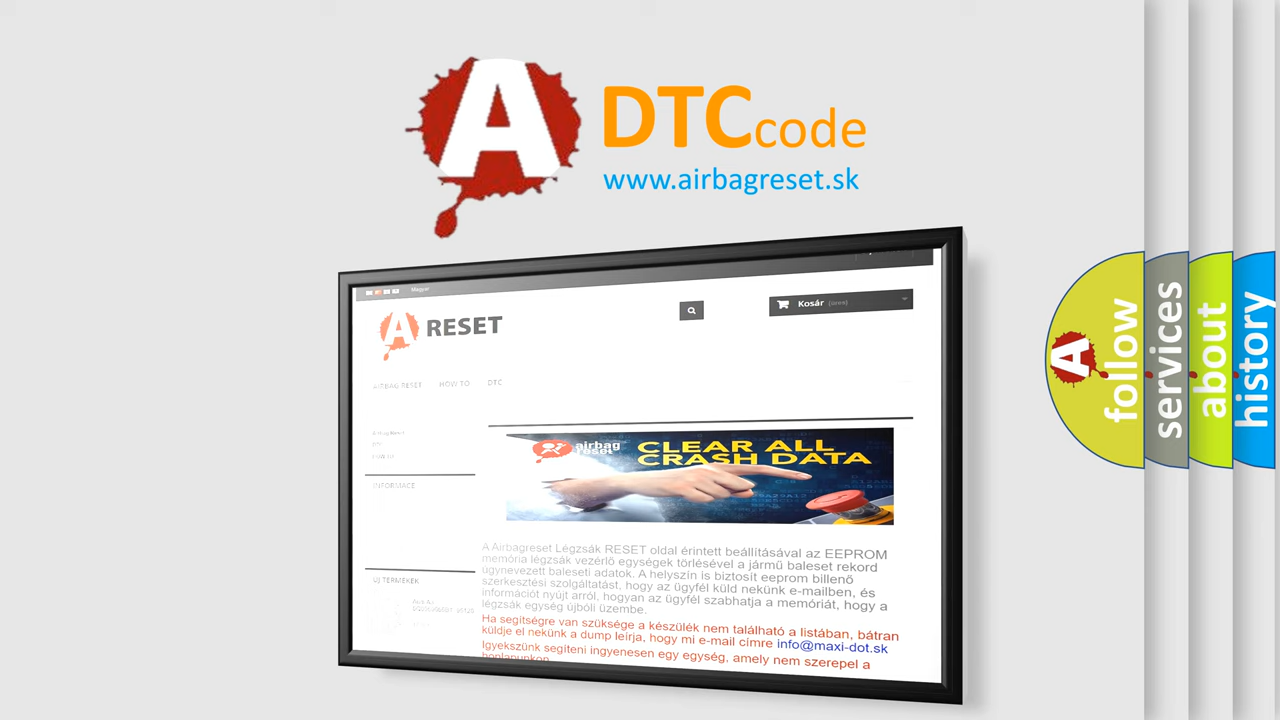 A
DTCcode
www.airbagreset.sk
Magyar
A RESET
Kosár (üres)
AIRBAG RESET HOW TO DTC
INFORMACE
airbag
reset
CLEAR ALL
CRASH DATA
A Airbagreset Légzsák RESET oldal érintett beállításával az EEPROM
memória légzsák vezérlő egységek törlésével a jármű baleset rekord
úgynevezett baleseti adatok. A helyszín is biztosít eeprom billenő
szerkesztési szolgáltatást, hogy az ügyfél küld nekünk e-mailben, és
információt nyújt arról, hogyan az ügyfél szabhatja a memóriát, hogy a
légzsák egység újbóli üzembe.
Ha segítségre van szüksége a készülék nem található a listában, bátran
küldje el nekünk a dump leírja, hogy mi e-mail címre info@maxi-dot.sk
Igyekszünk segíteni ingyenesen egy egység, amely nem szerepel a
honlapunkon
ÚJ TERMÉKEK
A
follow
services
about
history